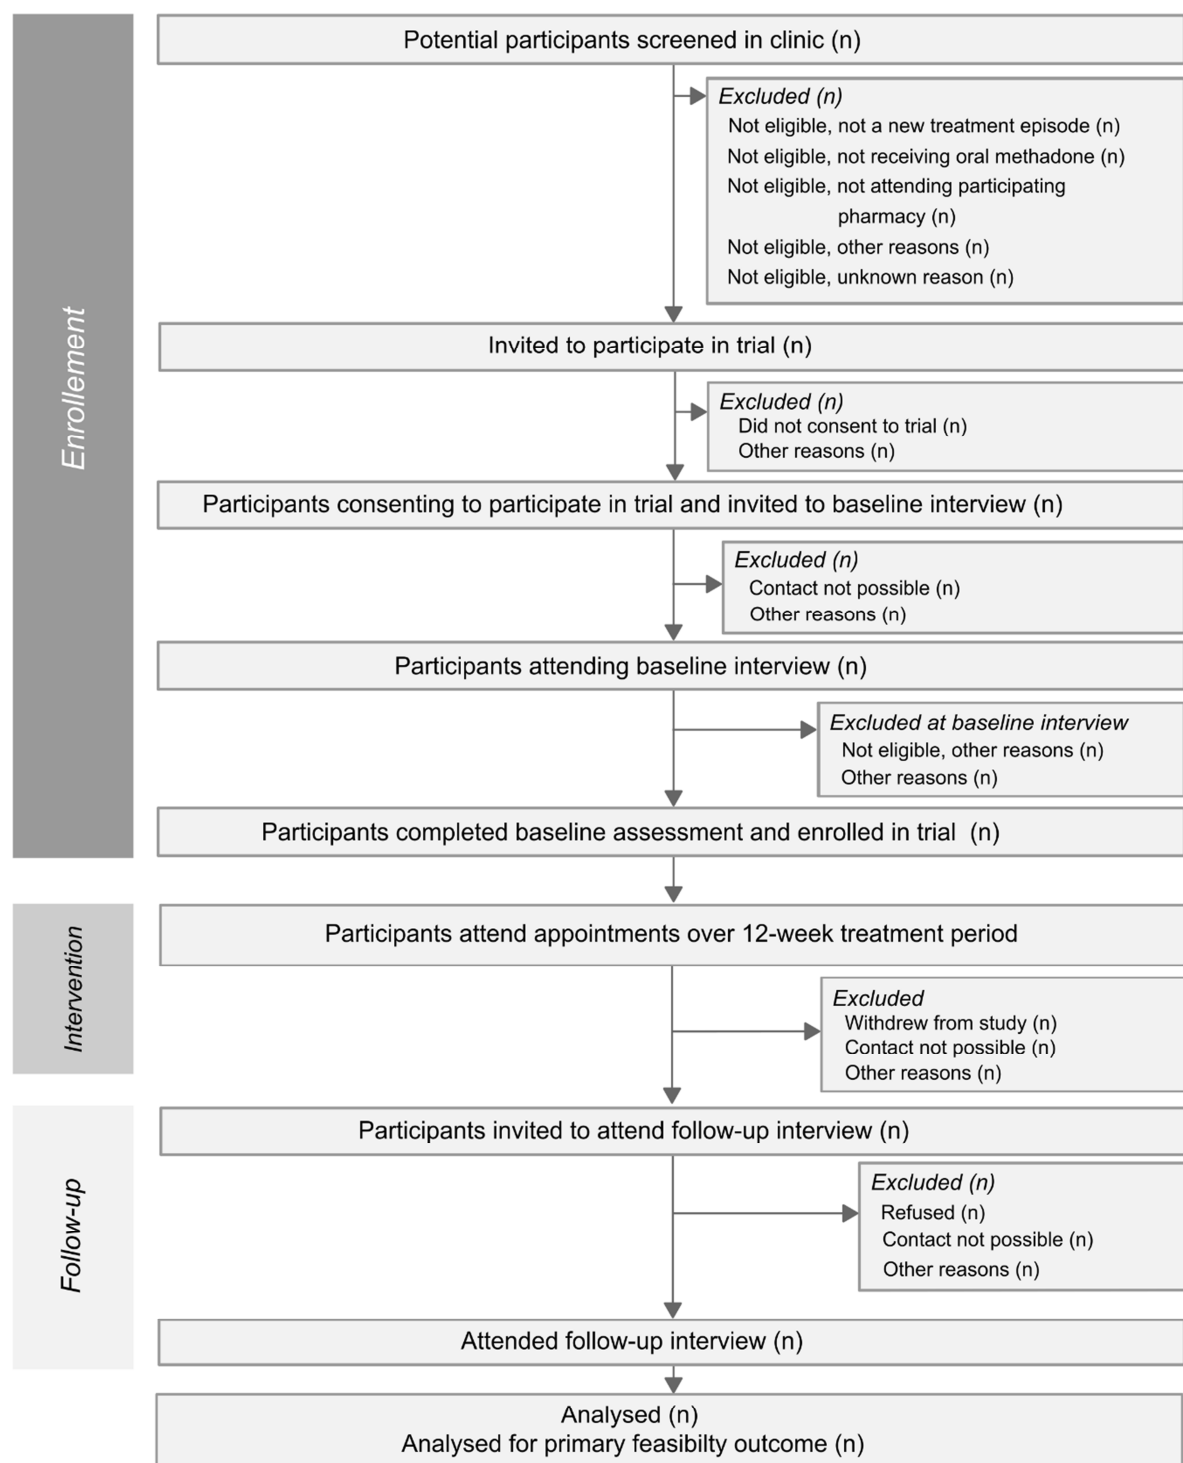 Enrollement
Potential participants screened in clinic (n)
Excluded (n)
Not eligible, not a new treatment episode (n)
Not eligible, not receiving oral methadone (n)
Not eligible, not attending participating
pharmacy (n)
Not eligible, other reasons (n)
Not eligible, unknown reason (n)
Invited to participate in trial (n)
Excluded (n)
Did not consent to trial (n)
Other reasons (n)
Participants consenting to participate in trial and invited to baseline interview (n)
Excluded (n)
Contact not possible (n)
Other reasons (n)
Participants attending baseline interview (n)
Excluded at baseline interview
Not eligible, other reasons (n)
Other reasons (n)
Participants completed baseline assessment and enrolled in trial (n)
Intervention
Participants attend appointments over 12-week treatment period
Excluded
Withdrew from study (n)
Contact not possible (n)
Other reasons (n)
Follow-up
Participants invited to attend follow-up interview (n)
Excluded (n)
Refused (n)
Contact not possible (n)
Other reasons (n)
Attended follow-up interview (n)
Analysed (n)
Analysed for primary feasibilty outcome (n)